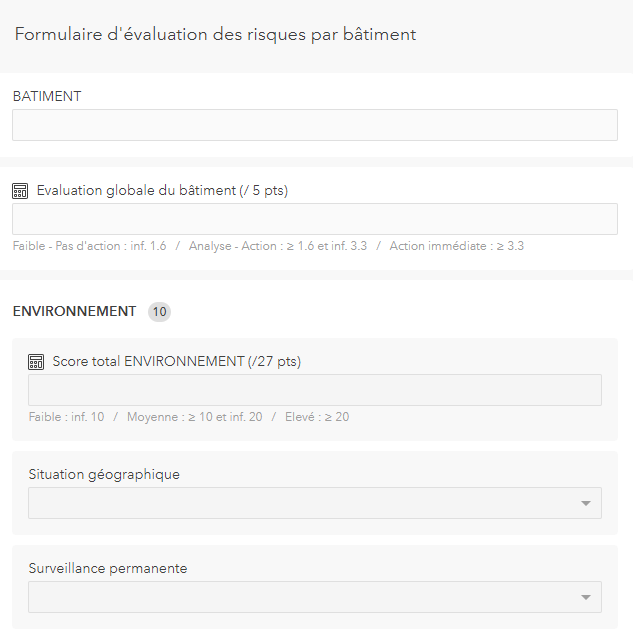 Formulaire d'évaluation des risques par bâtiment
BATIMENT
Evaluation globale du bâtiment (/ 5 pts)
Faible - Pas d'action : inf. 1.6 / Analyse - Action : ≥ 1.6 et inf. 3.3 / Action immédiate : ≥ 3.3
ENVIRONNEMENT 10
Score total ENVIRONNEMENT (/27 pts)
Faible : inf. 10 / Moyenne : ≥ 10 et inf. 20 / Elevé : ≥ 20
Situation géographique
Surveillance permanente